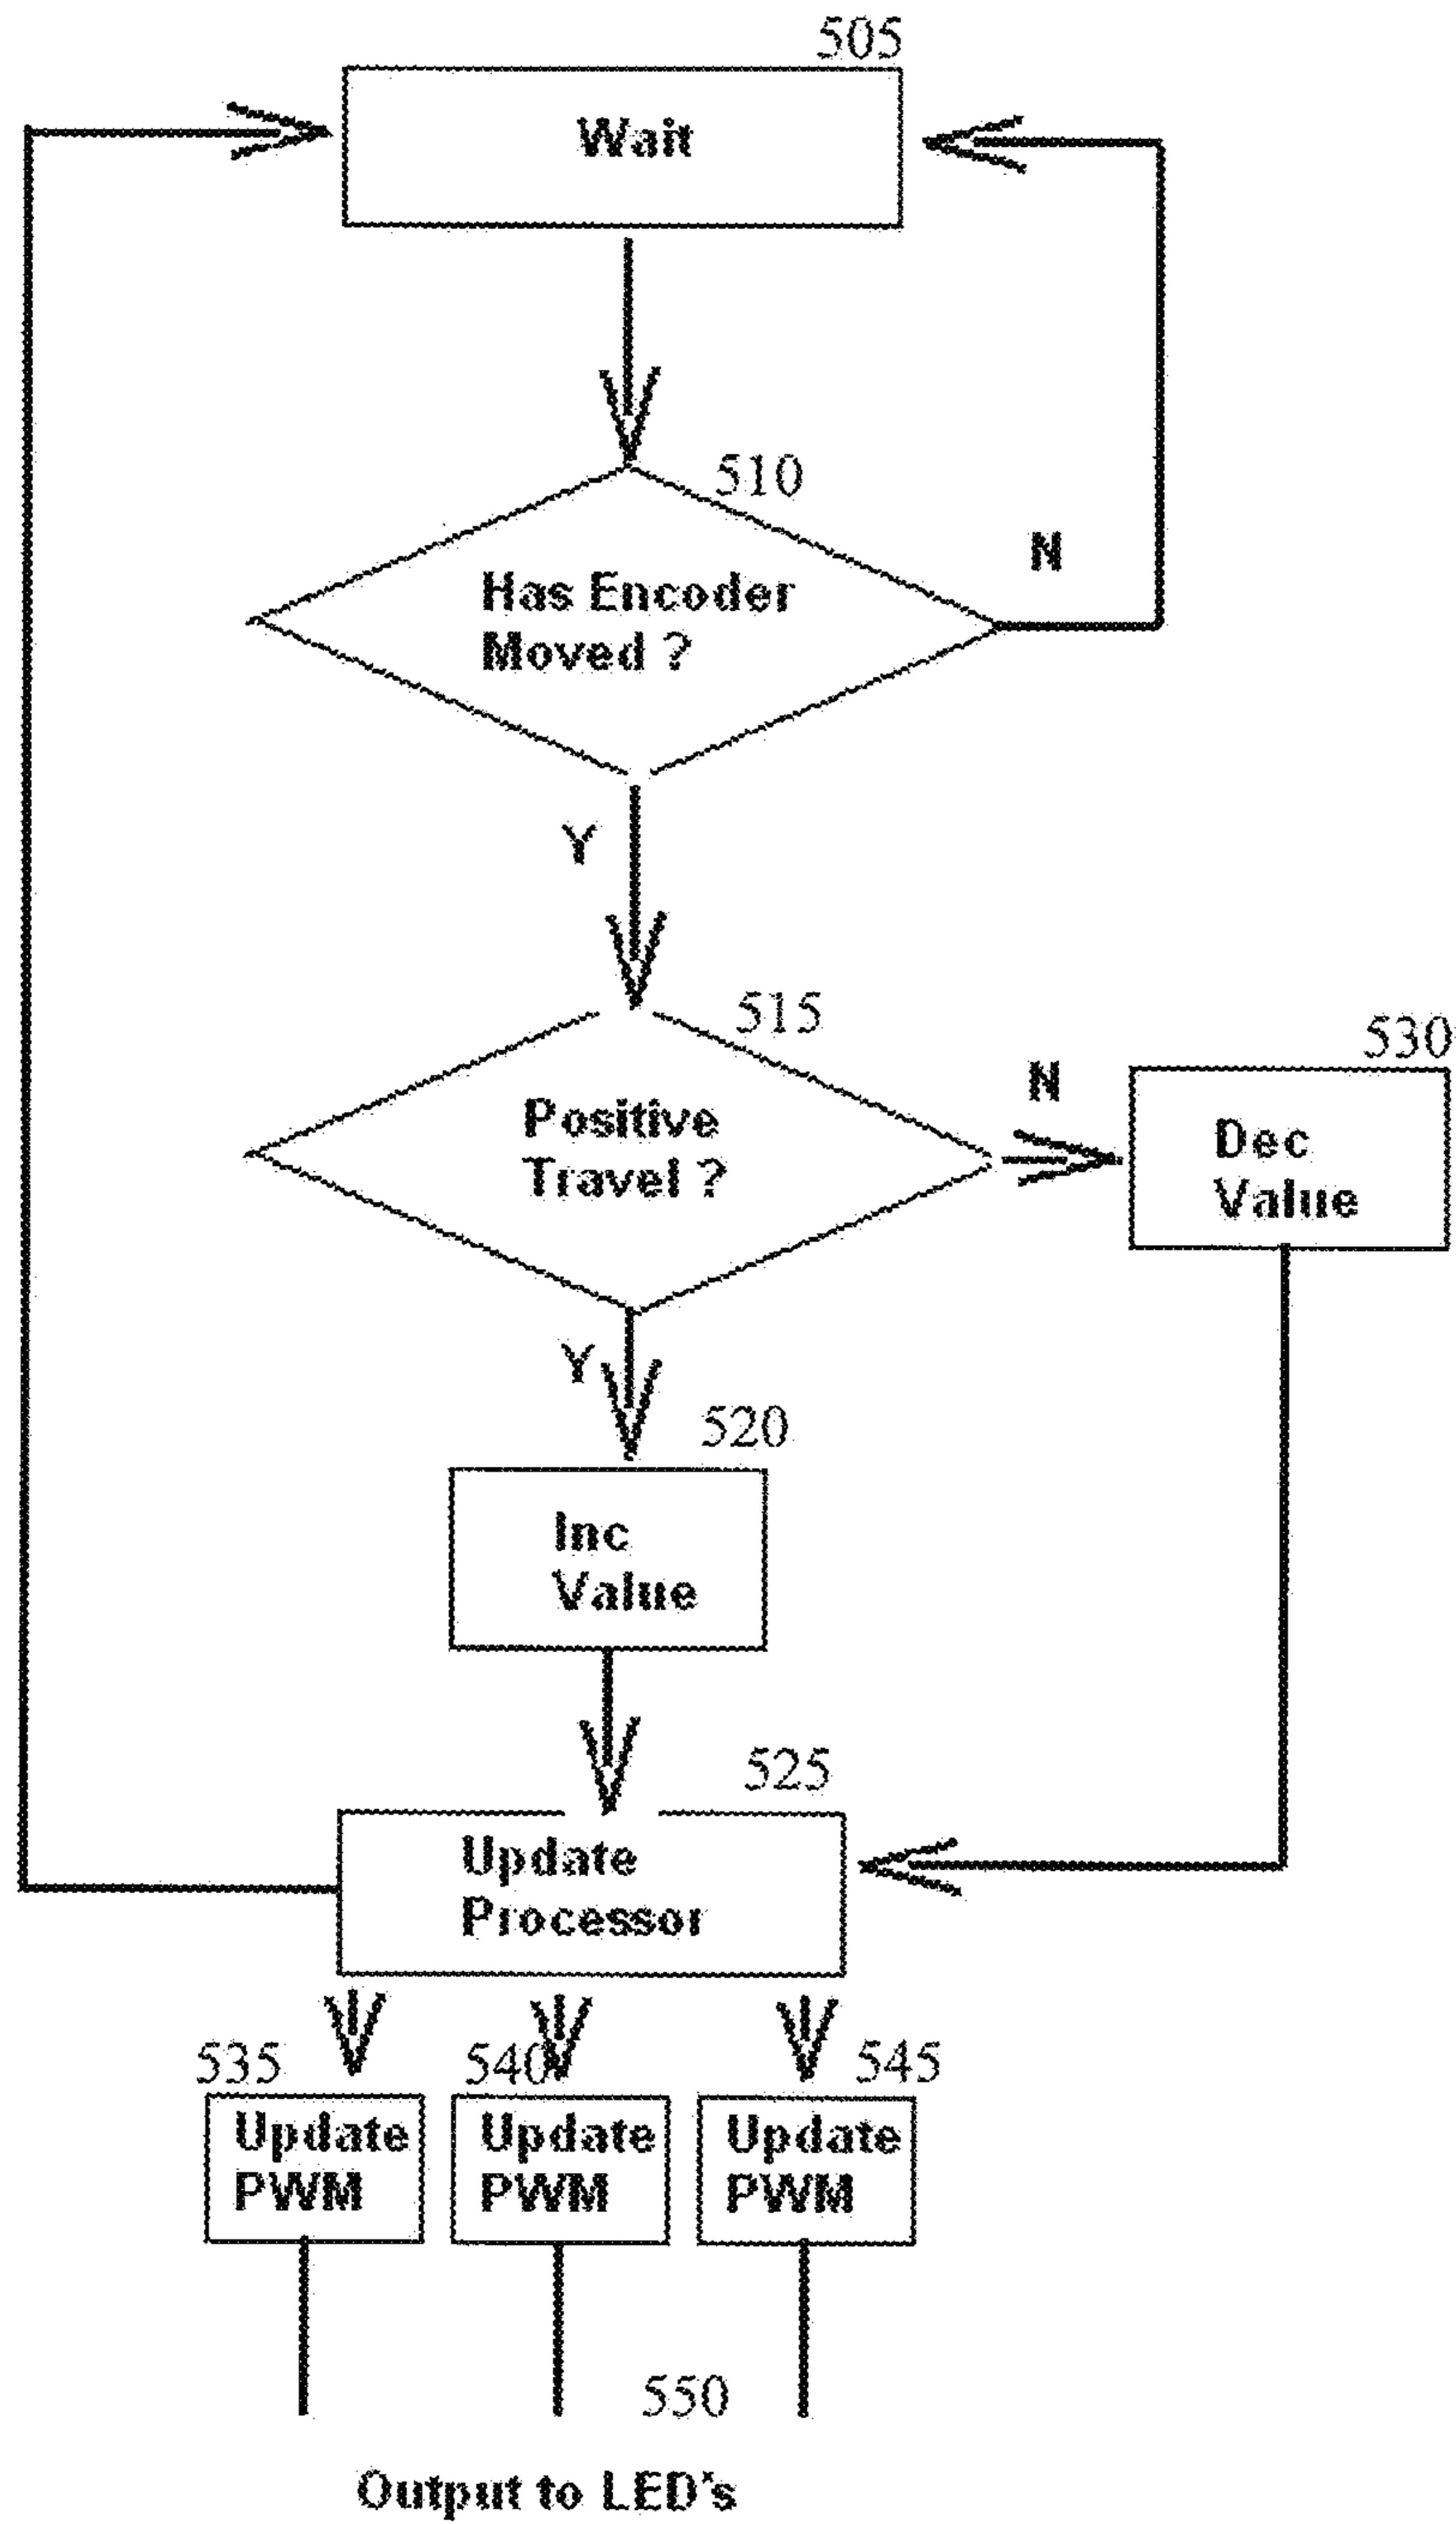 505
Wait
510
Has Encoder
Moved ?
N
Y
515
Positive
Travel ?
N
530
Dec
Value
Y
520
Inc
Value
525
Update
Processor
535
Update
PWM
540
Update
PWM
545
Update
PWM
550
Output to LED's